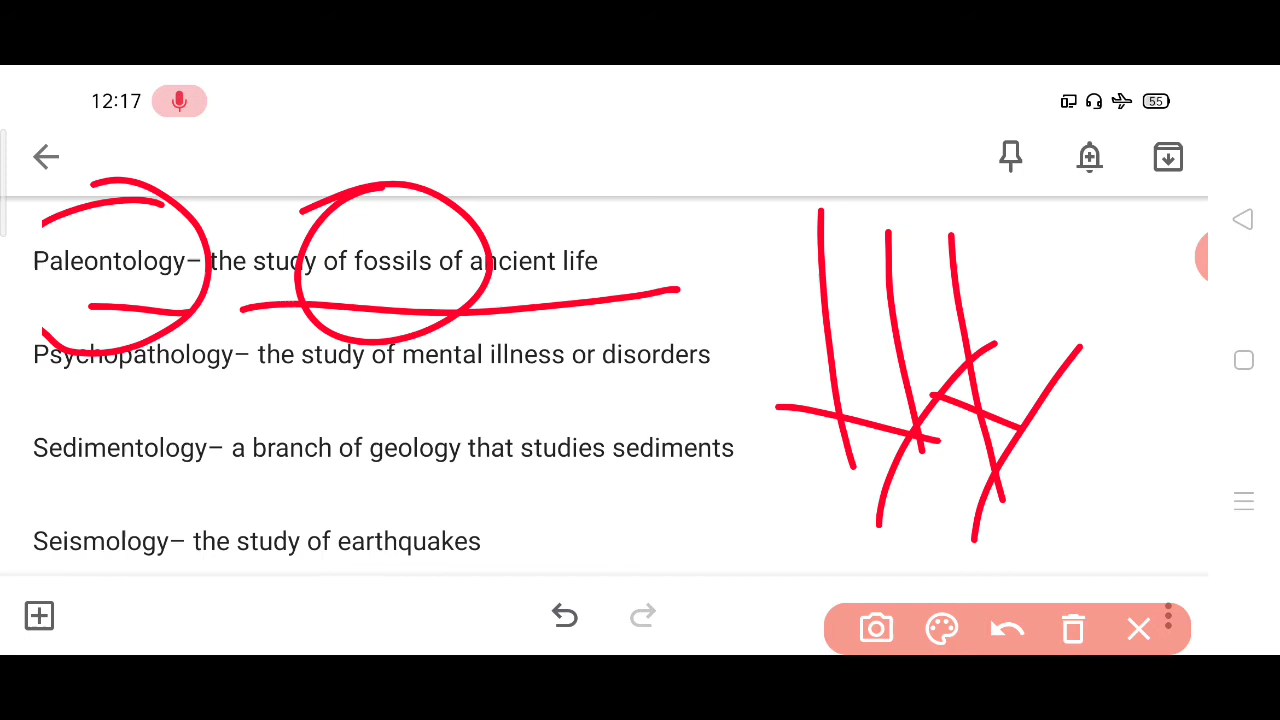 12:17
55
Paleontology– the study of fossils of ancient life
Psychopathology– the study of mental illness or disorders
Sedimentology– a branch of geology that studies sediments
Seismology– the study of earthquakes